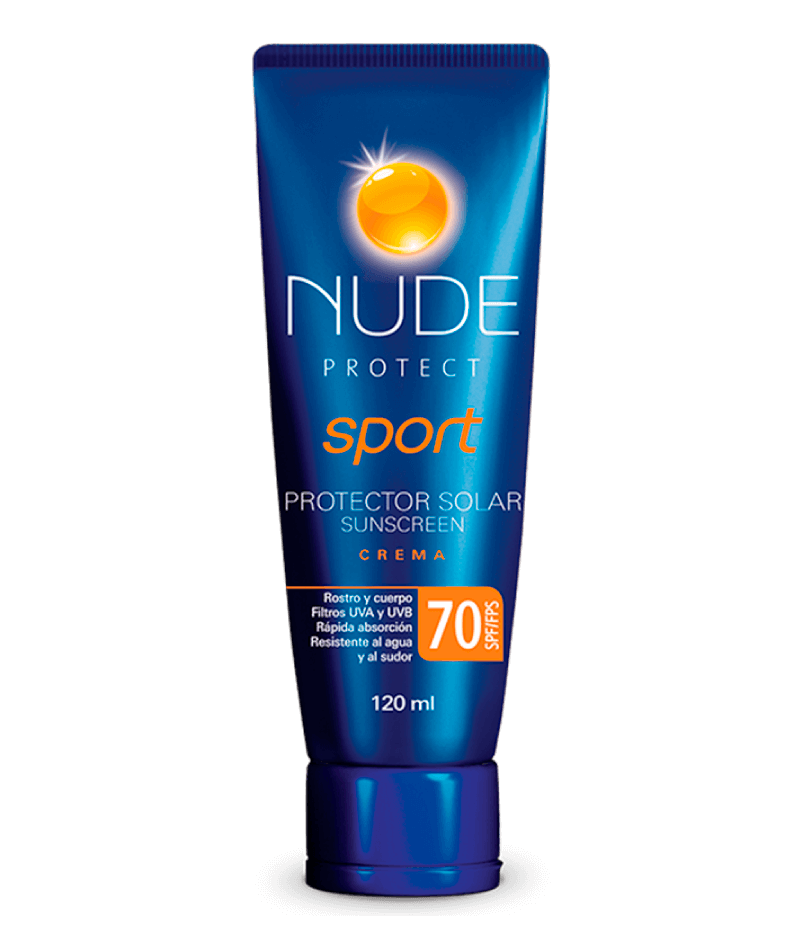 NUDE
PROTECT
sport
PROTECTOR SOLAR
SUNSCREEN
CREMA
Rostro y cuerpo
Filtros UVA y UVB
Rápida absorción
Resistente al agua
y al sudor
70 SPF/FPS
120 ml